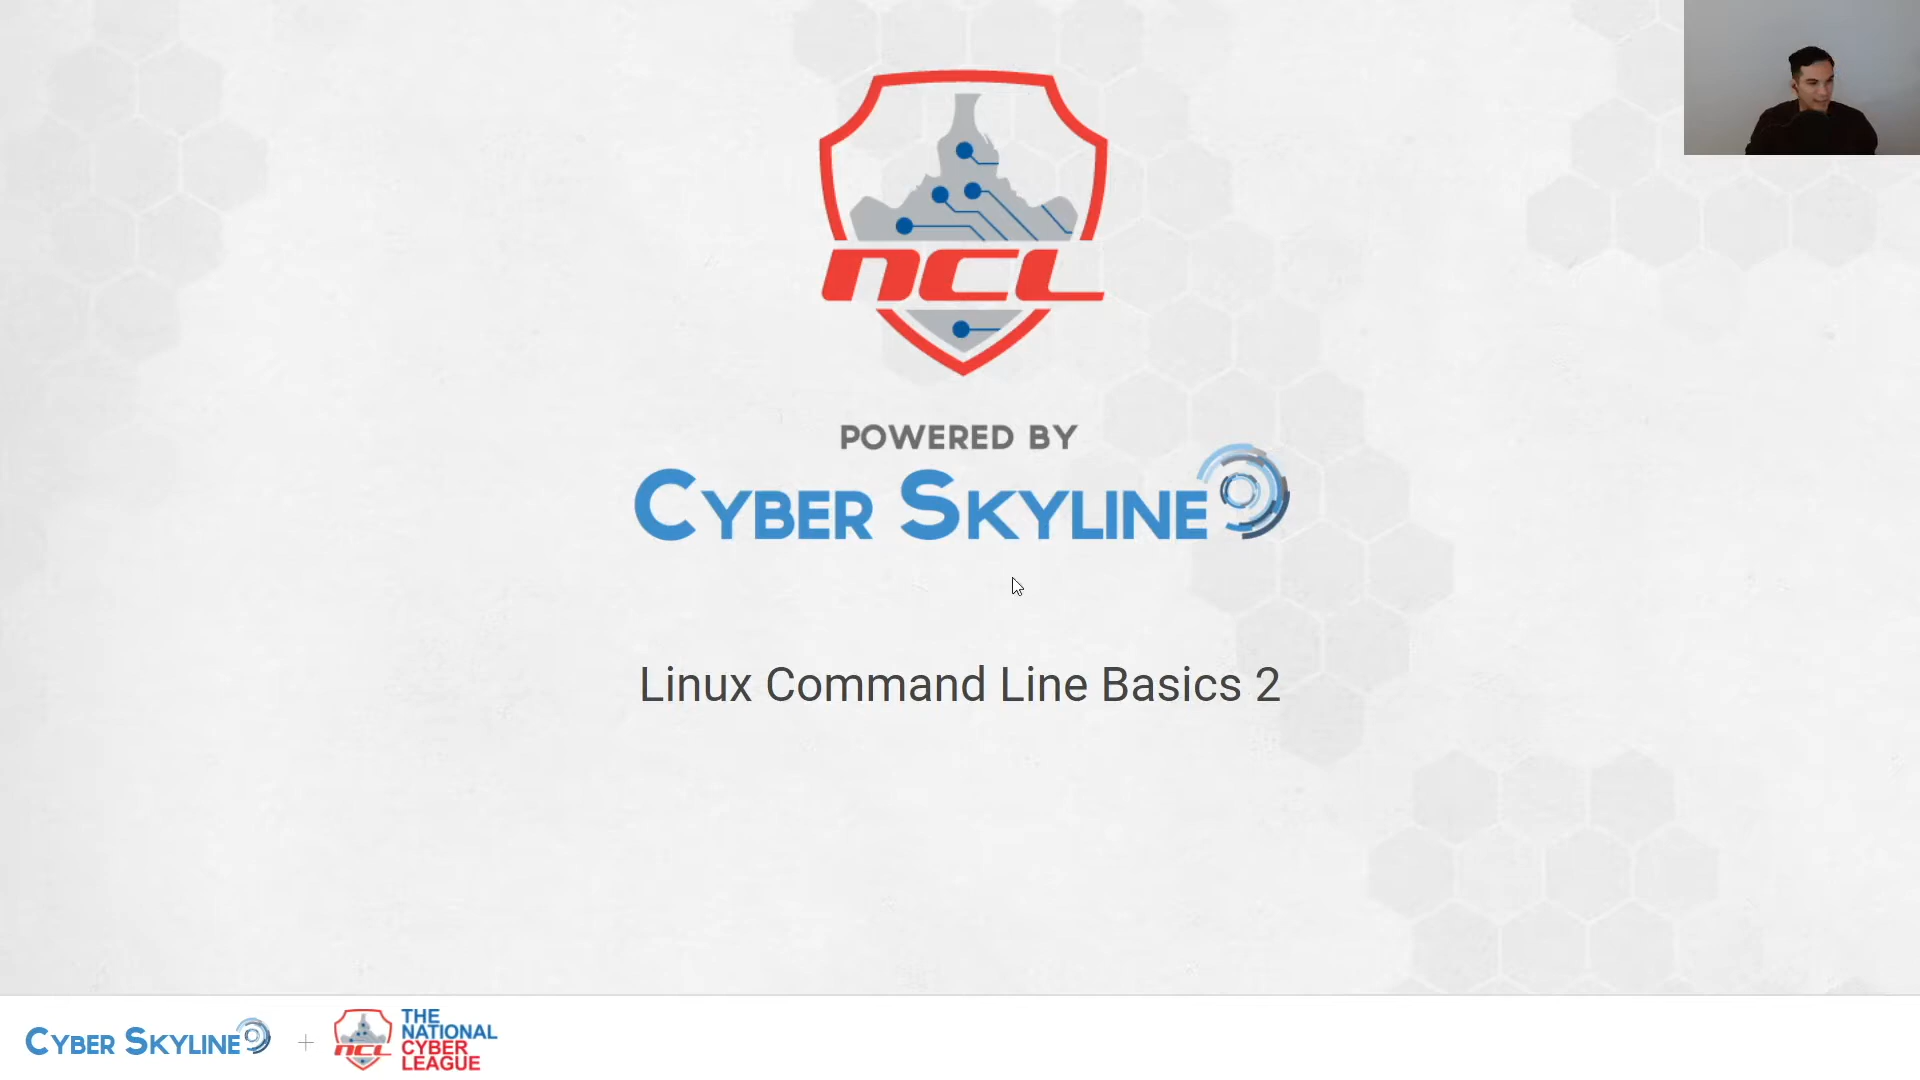 ncl
POWERED BY
CYBER SKYLINE
Linux Command Line Basics 2
CYBER SKYLINE + ncl THE
NATIONAL
CYBER
LEAGUE